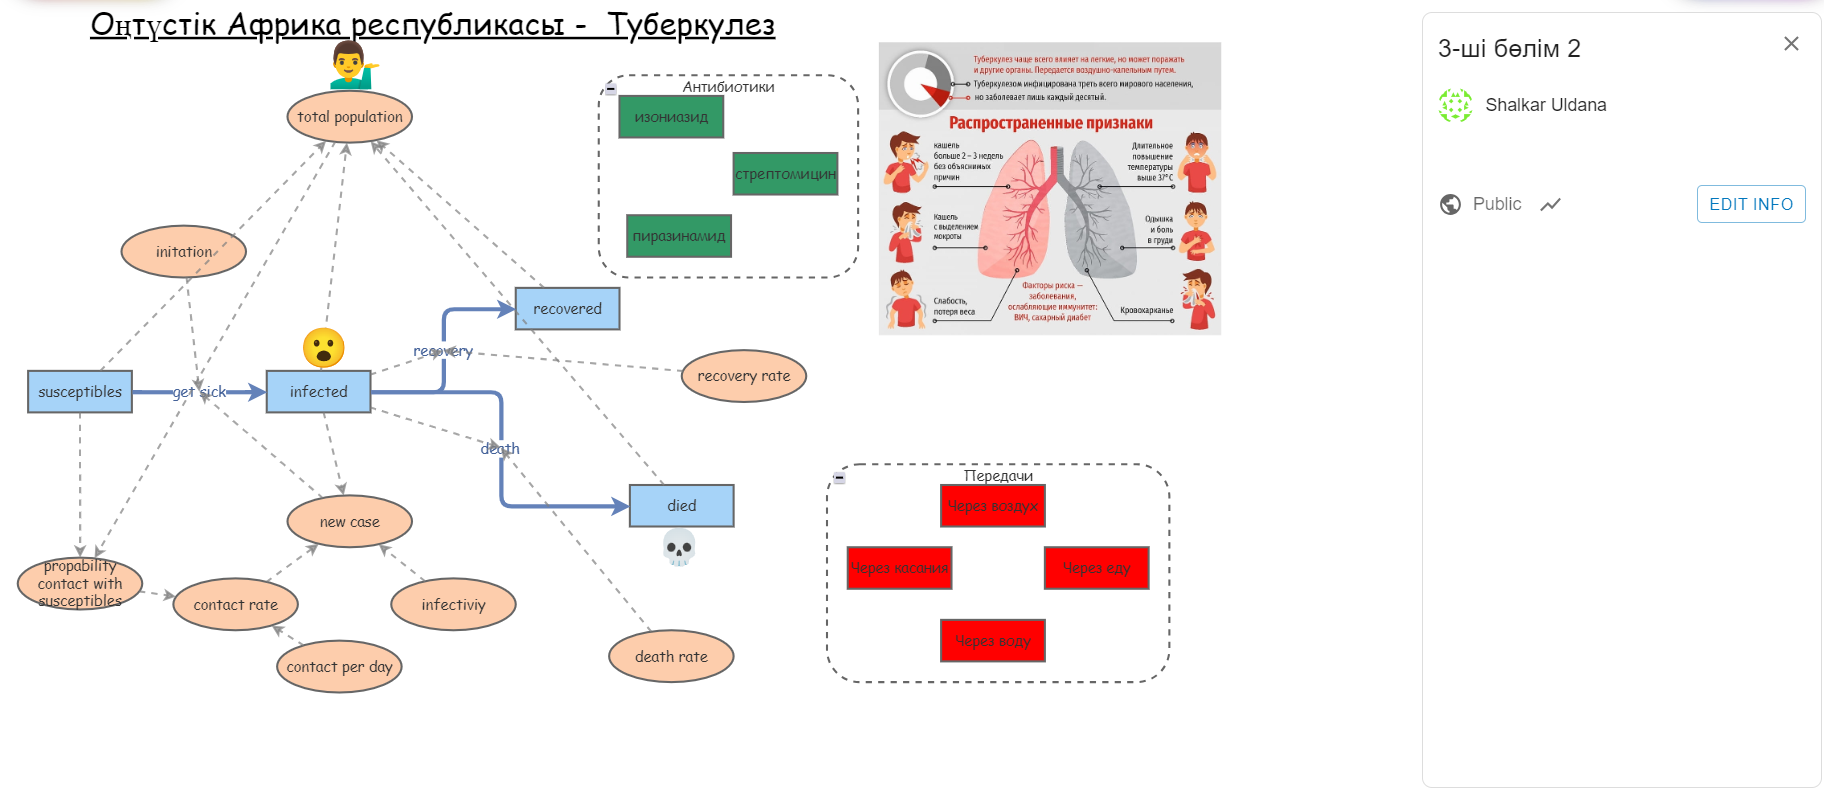 Оңтүстік Африка республикасы - Туберкулез
total population
initation
susceptibles
get sick
infected
recovery
recovered
recovery rate
death
died
new case
propability
contact with
susceptibles
contact rate
infectiviy
contact per day
death rate
Антибиотики
изониазид
стрептомицин
пиразинамид
Туберкулез чаще всего влияет на легкие, но может поражать
и другие органы. Передается воздушно-капельным путем.
Туберкулезом инфицирована треть всего мирового населения,
но заболевает лишь каждый десятый.
Распространенные признаки
кашель
больше 2 – 3 недель
без объяснимых
причин
Длительное
повышение
температуры
выше 37°C
Кашель
с выделением
мокроты
Одышка
и боль
в груди
Слабость,
потеря веса
Факторы риска —
заболевания,
ослабляющие иммунитет:
ВИЧ, сахарный диабет
Кровохарканье
Передачи
Через воздух
Через касания
Через еду
Через воду
3-ші бөлім 2
Shalkar Uldana
Public
EDIT INFO